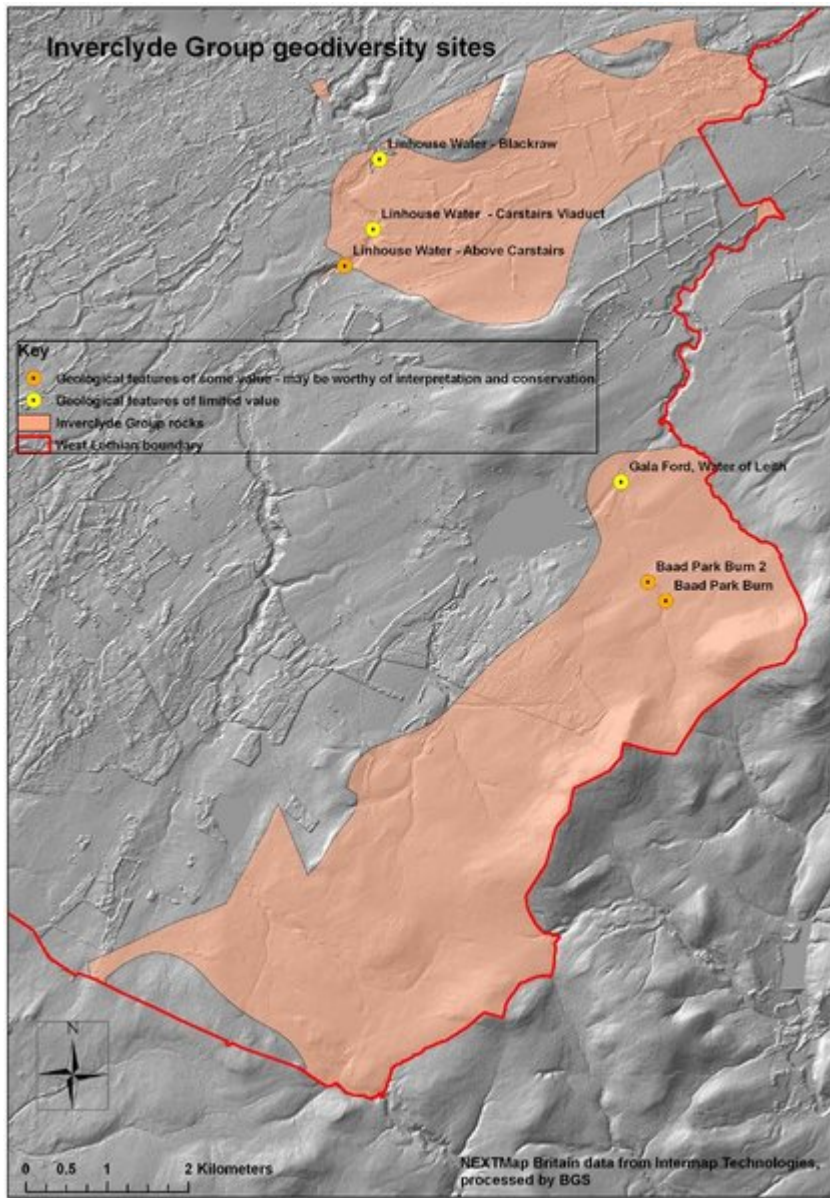 Inverclyde Group geodiversity sites
Linhouse Water - Blackraw
Linhouse Water - Carstairs Viaduct
Linhouse Water - Above Carstairs
Key
Geological features of some value - may be worthy of interpretation and conservation
Geological features of limited value
Inverclyde Group rocks
West Lothian boundary
Gala Ford, Water of Leith
Baad Park Burn 2
Baad Park Burn
N
0 0.5 1 2 Kilometers
NEXTMap Britain data from Intermap Technologies,
processed by BGS